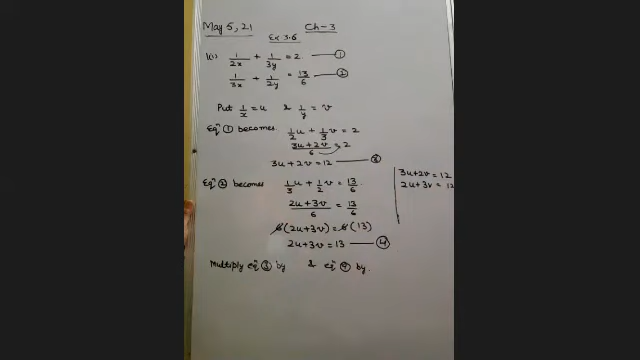 May 5, 21
Ch-3
Ex 3.6
1(i) 1/2x + 1/3y = 2 — ①
1/3x + 1/2y = 13/6 — ②
Put 1/x = u & 1/y = v
Eqⁿ ① becomes 1/2 u + 1/3 v = 2
3u + 2v / 6 = 2
3u + 2v = 12 — ③
Eqⁿ ② becomes 1/3 u + 1/2 v = 13/6
2u + 3v / 6 = 13/6
6(2u + 3v) = 6(13)
2u + 3v = 13 — ④
Multiply eqⁿ ③ by & eqⁿ ④ by
3u + 2v = 12
2u + 3v = 12